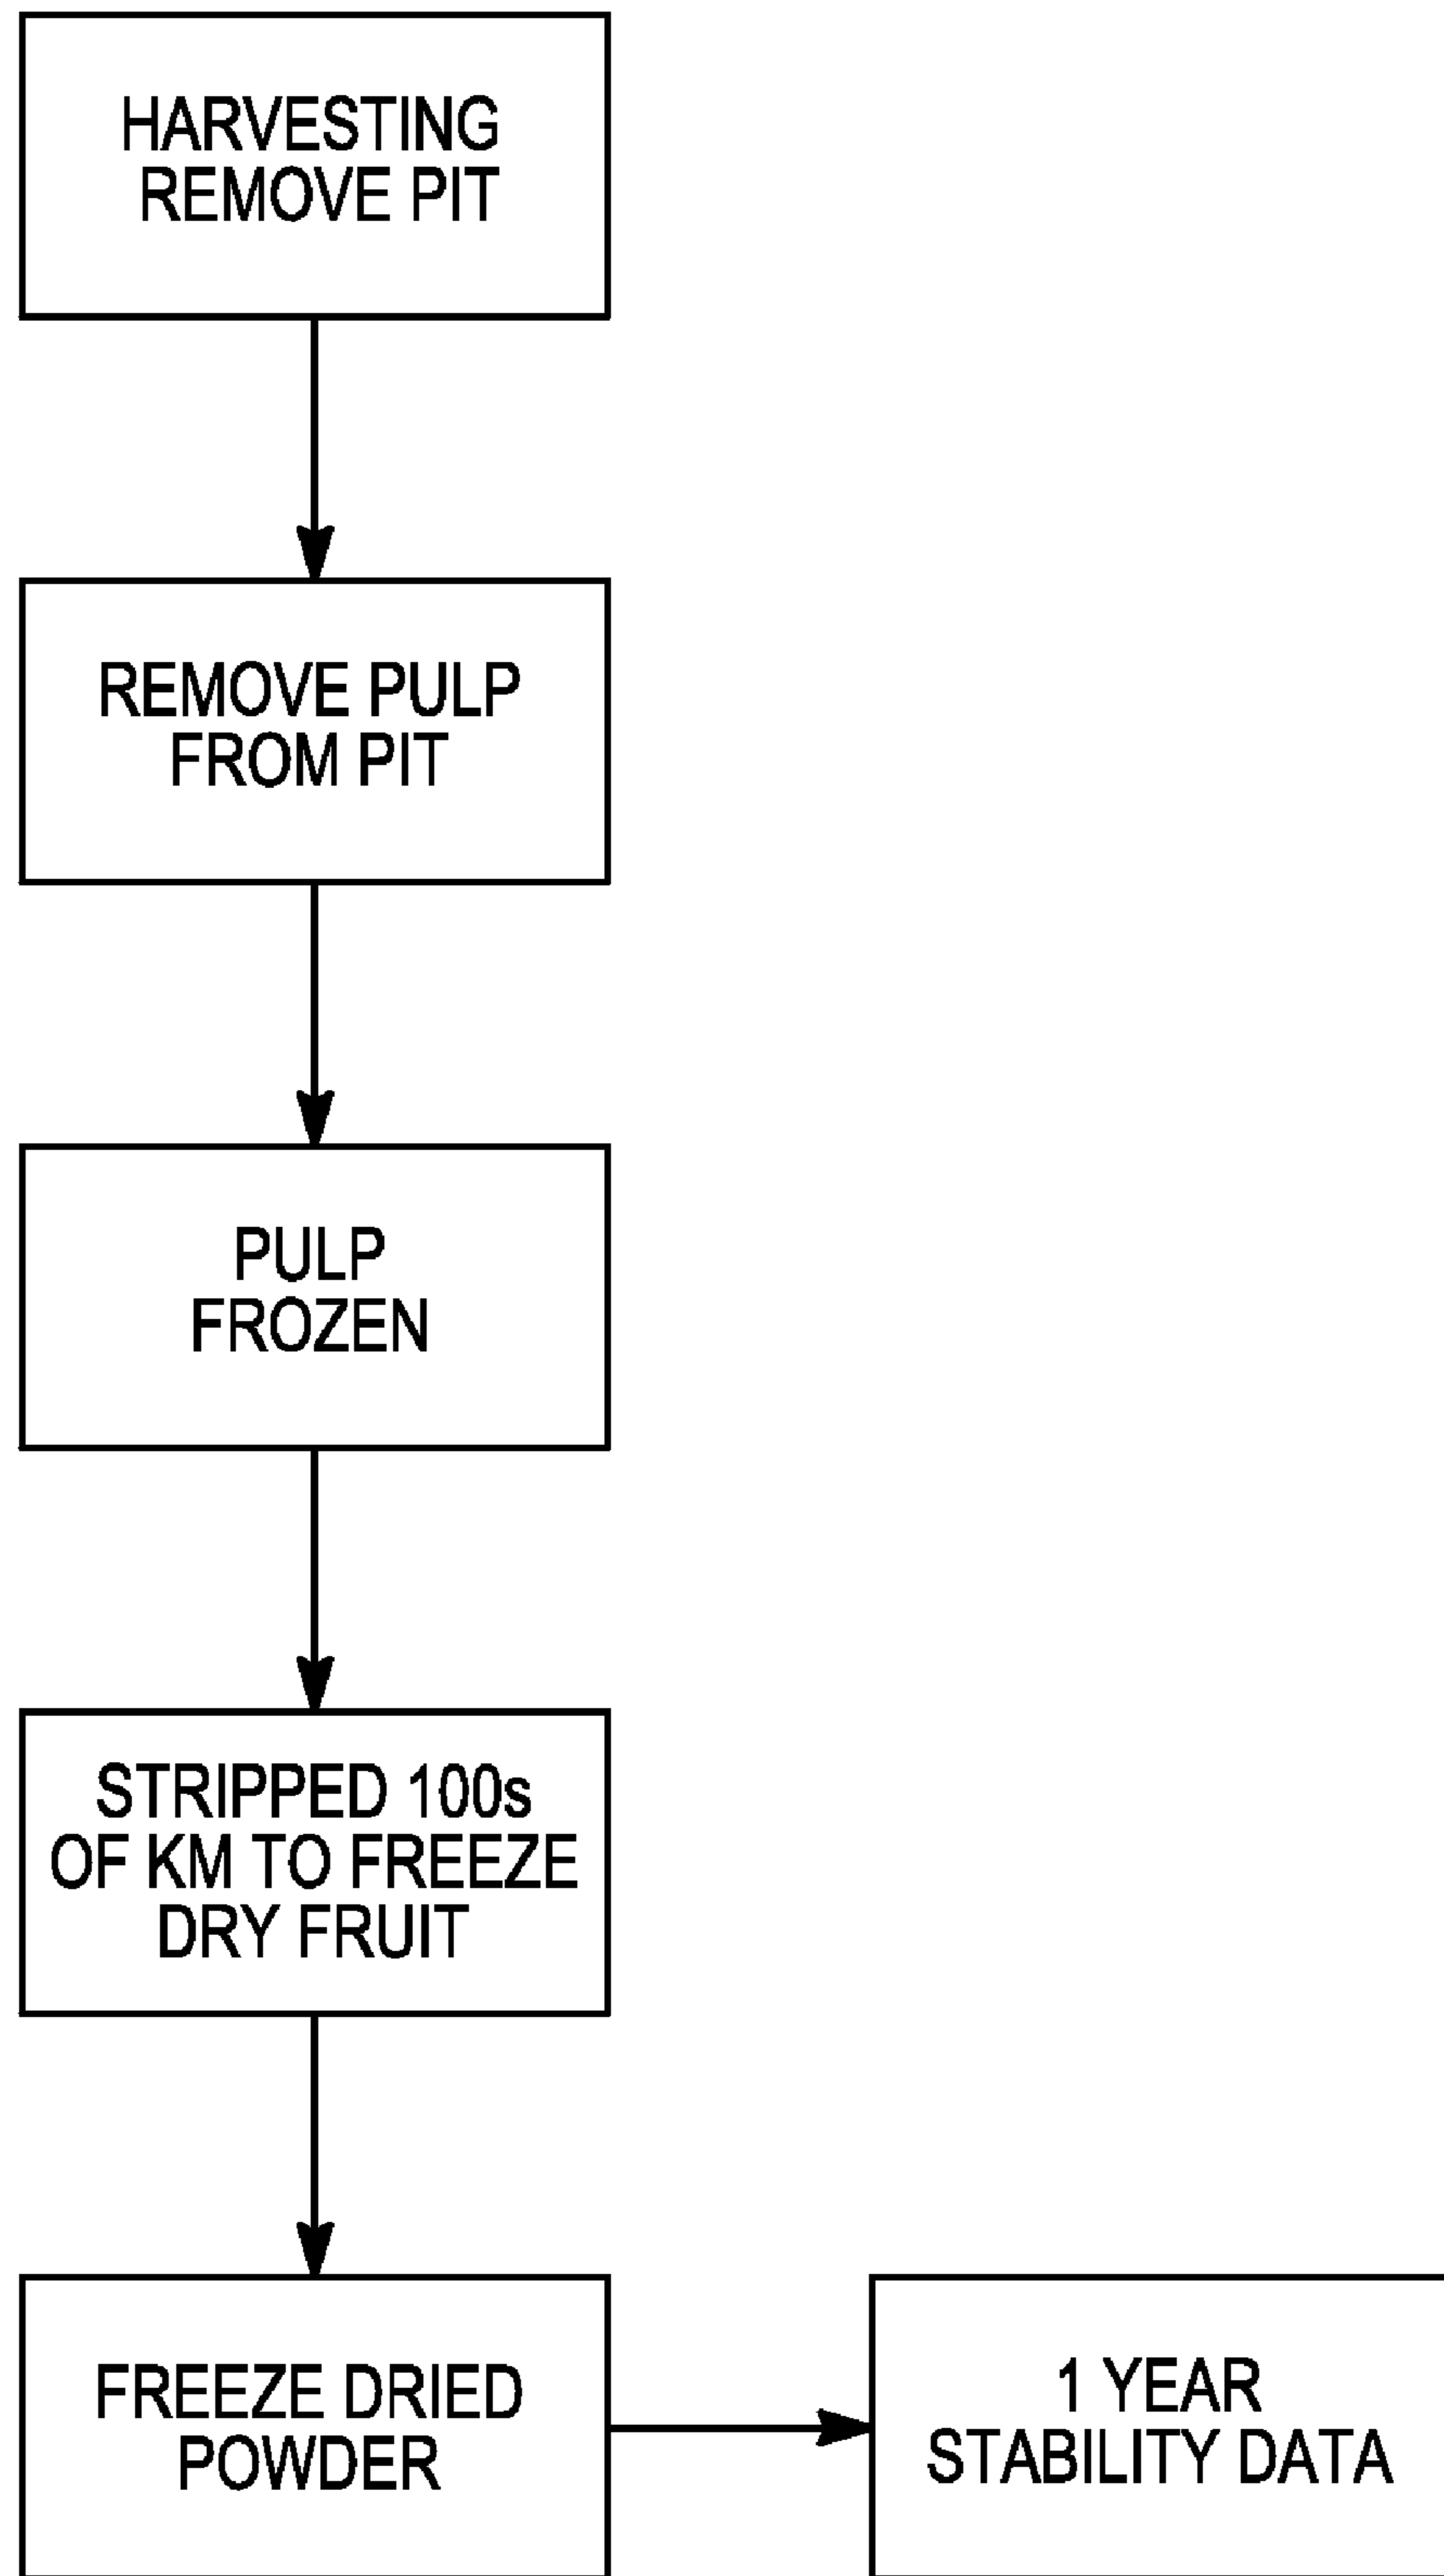 HARVESTING
REMOVE PIT
REMOVE PULP
FROM PIT
PULP
FROZEN
STRIPPED 100s
OF KM TO FREEZE
DRY FRUIT
FREEZE DRIED
POWDER
1 YEAR
STABILITY DATA